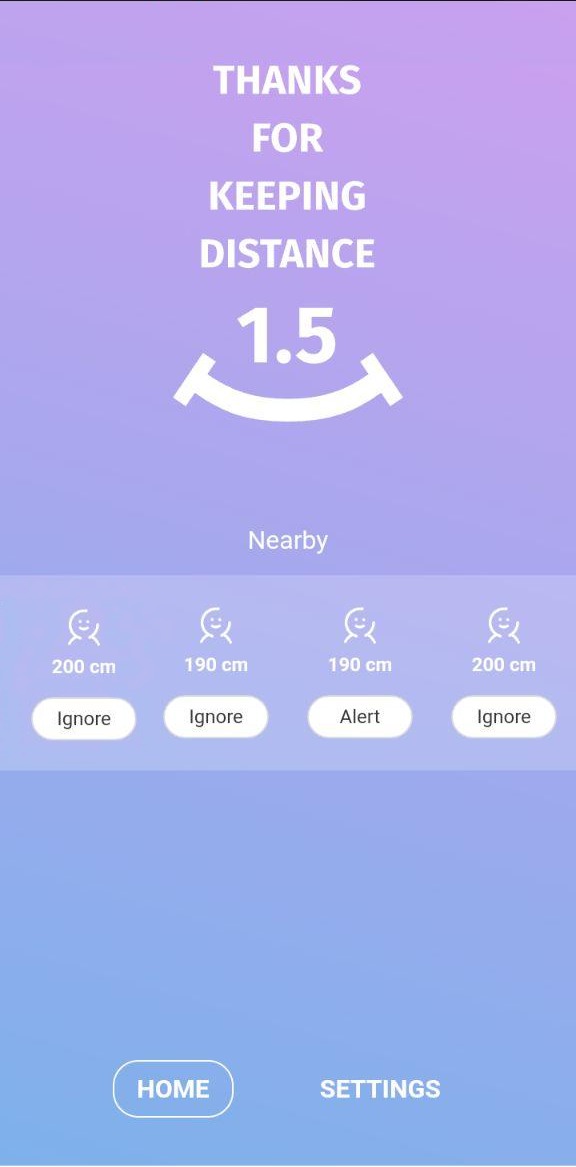 THANKS
FOR
KEEPING
DISTANCE
1.5
Nearby
200 cm 190 cm 190 cm 200 cm
Ignore Ignore Alert Ignore
HOME SETTINGS